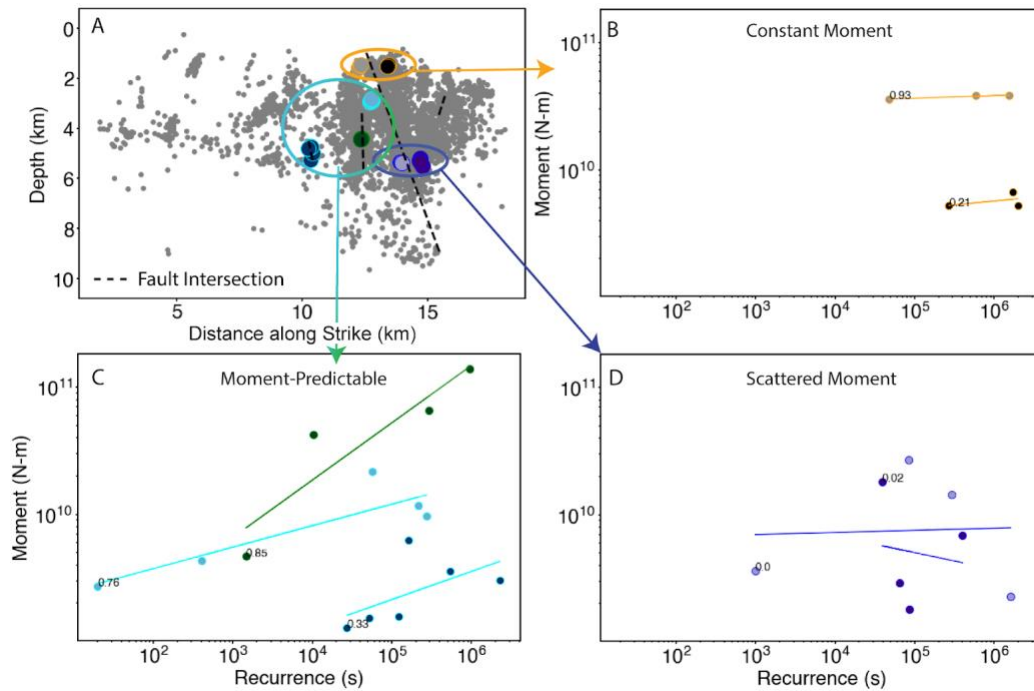 A
0
2
4
6
8
10
Depth (km)
Fault Intersection
5
10
15
Distance along Strike (km)
B
Constant Moment
10¹¹
10¹⁰
Moment (N-m)
0.93
0.21
10²
10³
10⁴
10⁵
10⁶
C
Moment-Predictable
10¹¹
10¹⁰
Moment (N-m)
0.76
0.85
0.33
10²
10³
10⁴
10⁵
10⁶
Recurrence (s)
D
Scattered Moment
10¹¹
10¹⁰
0.02
0.0
10²
10³
10⁴
10⁵
10⁶
Recurrence (s)